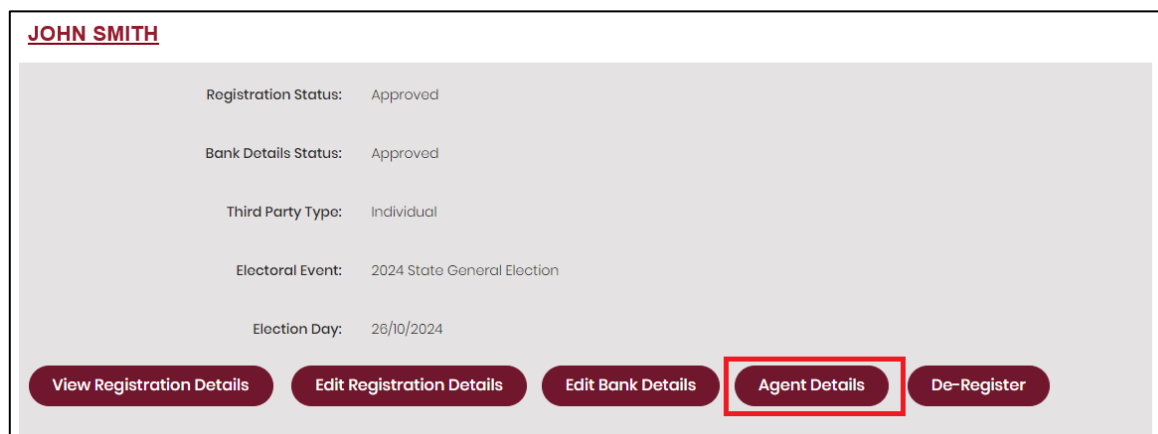 JOHN SMITH
Registration Status: Approved
Bank Details Status: Approved
Third Party Type: Individual
Electoral Event: 2024 State General Election
Election Day: 26/10/2024
View Registration Details Edit Registration Details Edit Bank Details Agent Details De-Register